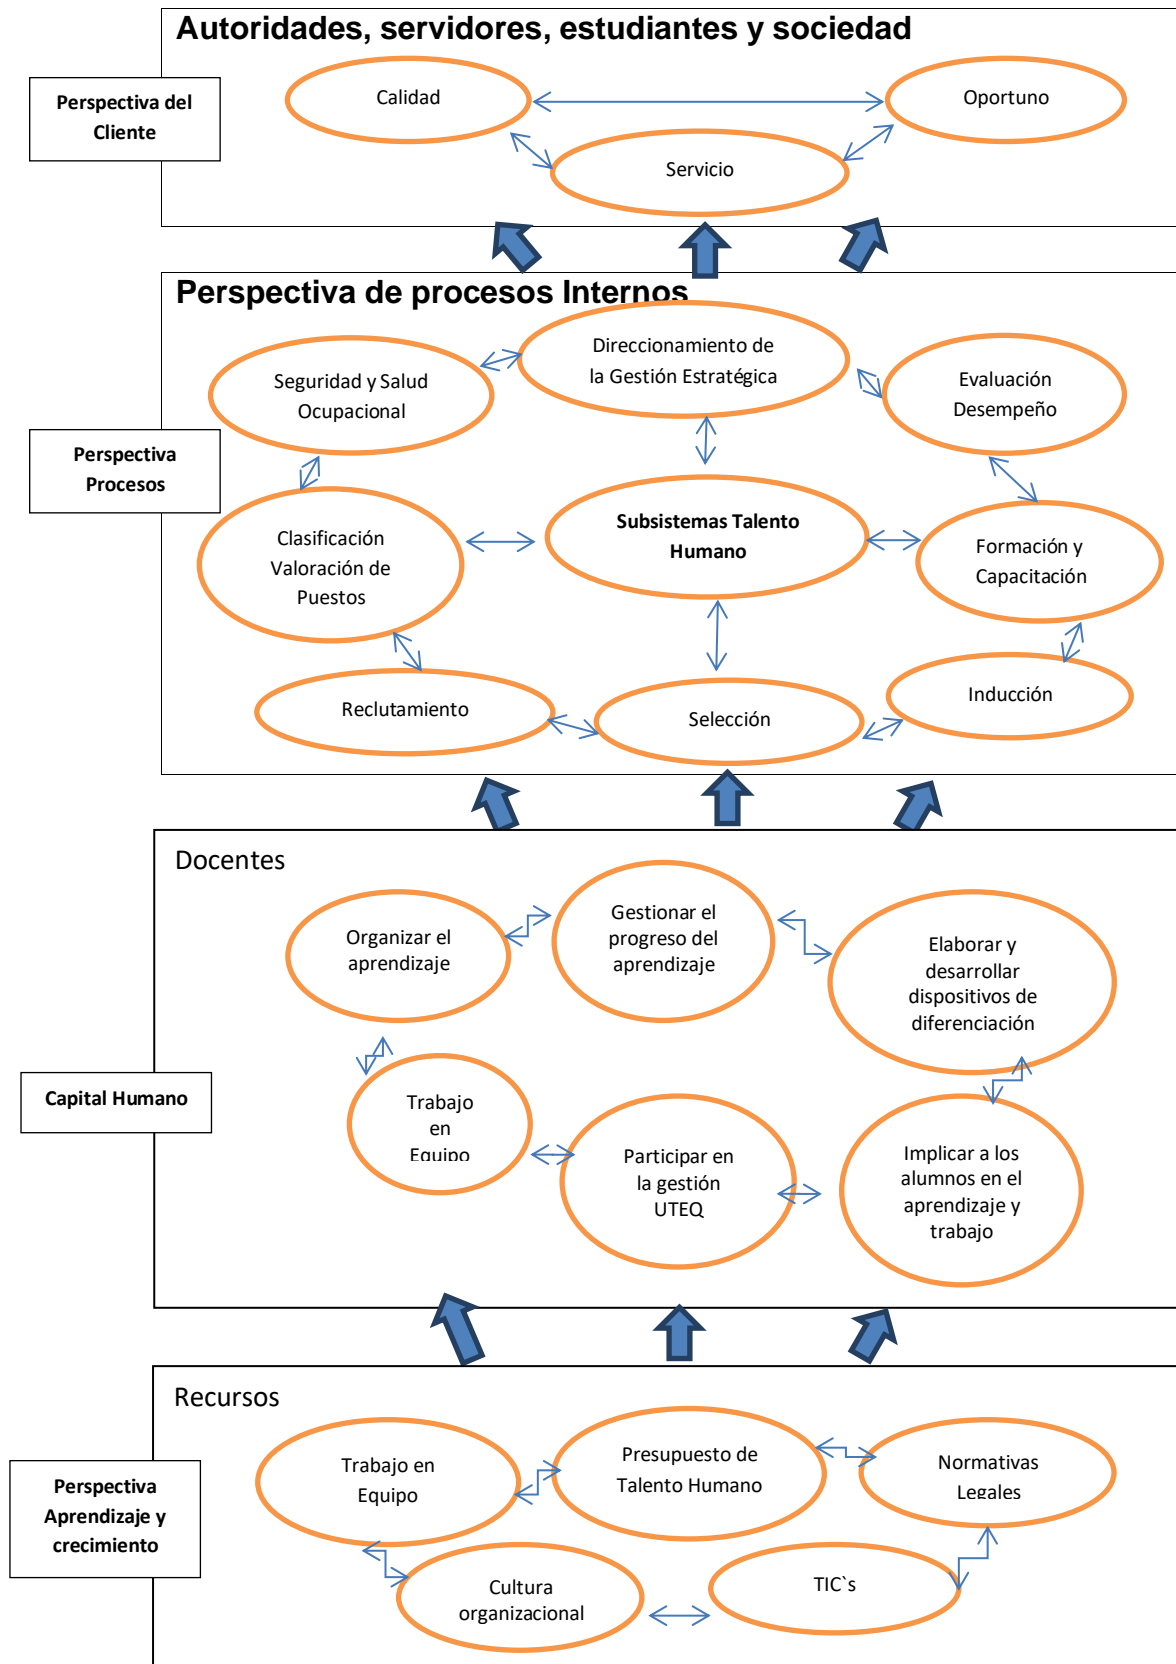 Autoridades, servidores, estudiantes y sociedad
Perspectiva del
Cliente
Calidad
Oportuno
Servicio
Perspectiva de procesos Internos
Direccionamiento de
la Gestión Estratégica
Seguridad y Salud
Ocupacional
Evaluación
Desempeño
Perspectiva
Procesos
Subsistemas Talento
Humano
Clasificación
Valoración de
Puestos
Formación y
Capacitación
Reclutamiento
Selección
Inducción
Docentes
Organizar el
aprendizaje
Gestionar el
progreso del
aprendizaje
Elaborar y
desarrollar
dispositivos de
diferenciación
Capital Humano
Trabajo
en
Equipo
Participar en
la gestión
UTEQ
Implicar a los
alumnos en el
aprendizaje y
trabajo
Recursos
Perspectiva
Aprendizaje y
crecimiento
Trabajo en
Equipo
Presupuesto de
Talento Humano
Normativas
Legales
Cultura
organizacional
TIC`s